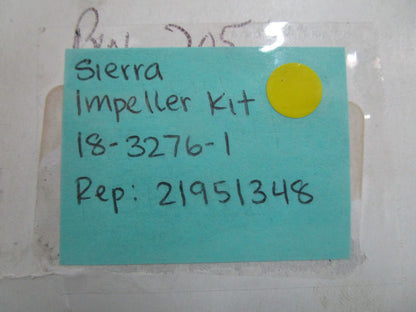 Sierra
Impeller Kit
18-3276-1
Rep: 21951348